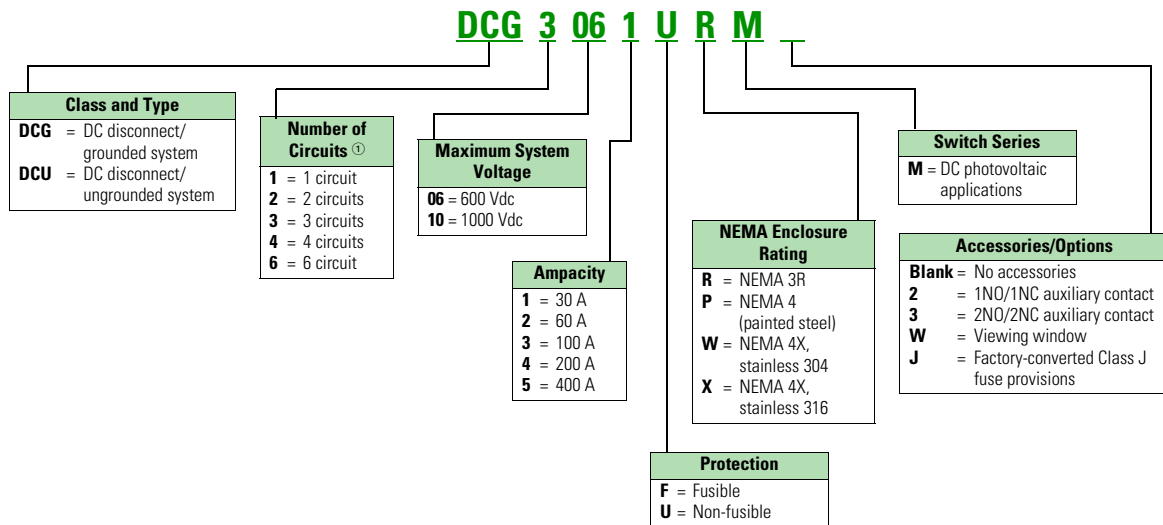 DCG 3 06 1 U R M _
Class and Type
DCG = DC disconnect/
grounded system
DCU = DC disconnect/
ungrounded system
Number of
Circuits ①
1 = 1 circuit
2 = 2 circuits
3 = 3 circuits
4 = 4 circuits
6 = 6 circuit
Maximum System
Voltage
06 = 600 Vdc
10 = 1000 Vdc
Ampacity
1 = 30 A
2 = 60 A
3 = 100 A
4 = 200 A
5 = 400 A
Protection
F = Fusible
U = Non-fusible
NEMA Enclosure
Rating
R = NEMA 3R
P = NEMA 4
(painted steel)
W = NEMA 4X,
stainless 304
X = NEMA 4X,
stainless 316
Switch Series
M = DC photovoltaic
applications
Accessories/Options
Blank = No accessories
2 = 1NO/1NC auxiliary contact
3 = 2NO/2NC auxiliary contact
W = Viewing window
J = Factory-converted Class J
fuse provisions